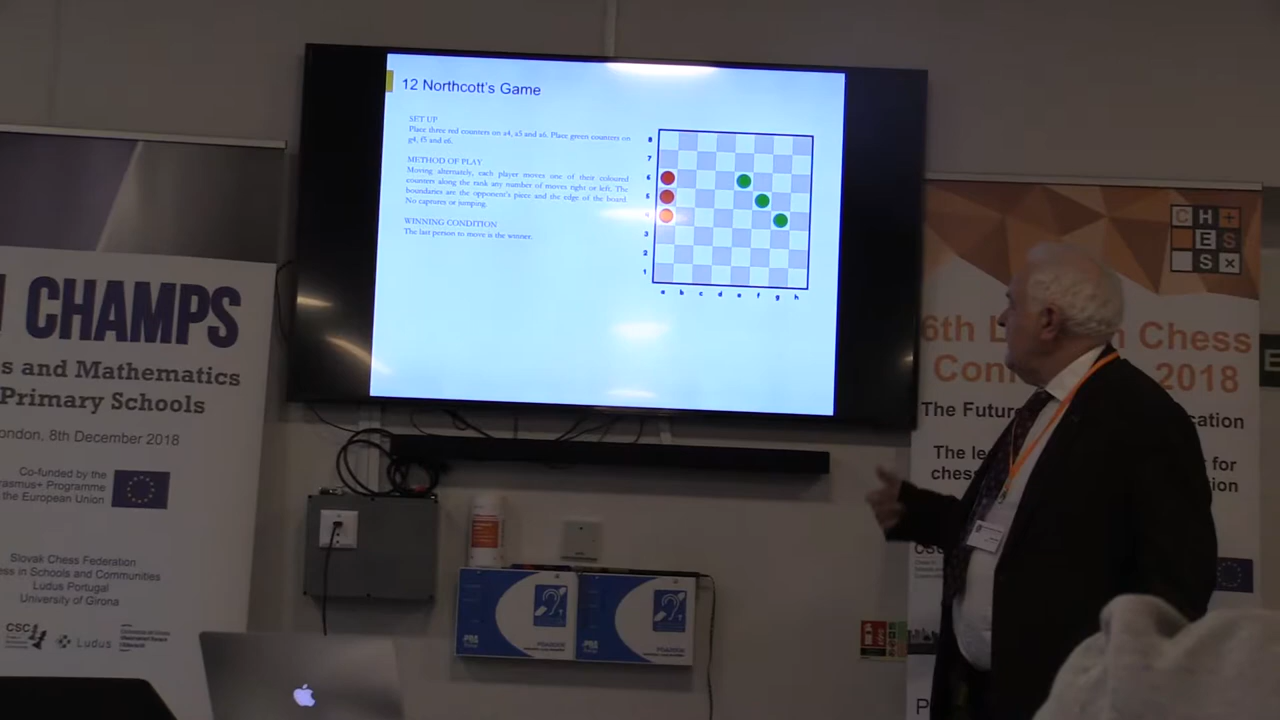 12 Northcott's Game
SET UP
Place three red counters on a4, a5 and a6. Place green counters on
g4, f5 and e6.
METHOD OF PLAY
Moving alternately, each player moves one of their coloured
counters along the rank any number of moves right or left. The
boundaries are the opponent's piece and the edge of the board.
No captures or jumping.
WINNING CONDITION
The last person to move is the winner.
8
7
6
5
4
3
2
1
a b c d e f g h
CHAMPS
s and Mathematics
Primary Schools
ondon, 8th December 2018
Co-funded by the
rasmus+ Programme
the European Union
Slovak Chess Federation
ess in Schools and Communities
Ludus Portugal
University of Girona
CSC
Ludus
CH+
ES
S×
6th L n Chess
Con 2018
The Futur cation
The le for
ches ion
P
E